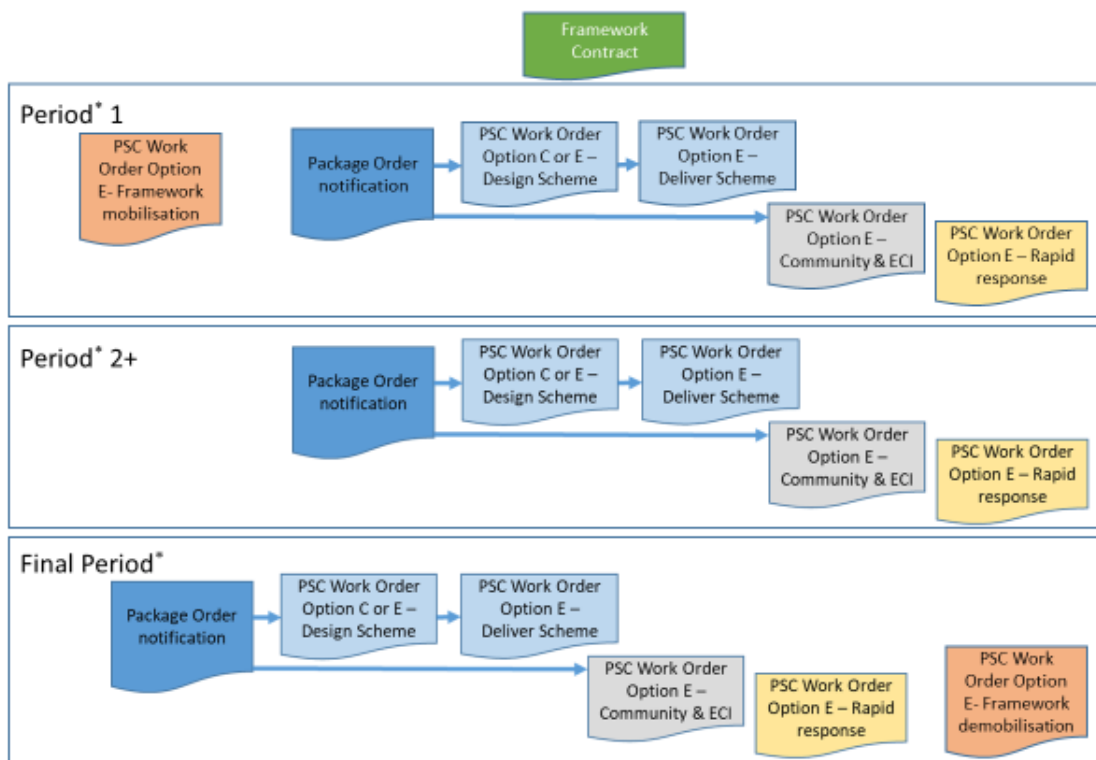 Framework
Contract
Period* 1
PSC Work
Order Option
E- Framework
mobilisation
Package Order
notification
PSC Work Order
Option C or E –
Design Scheme
PSC Work Order
Option E –
Deliver Scheme
PSC Work Order
Option E –
Community & ECI
PSC Work Order
Option E – Rapid
response
Period* 2+
Package Order
notification
PSC Work Order
Option C or E –
Design Scheme
PSC Work Order
Option E –
Deliver Scheme
PSC Work Order
Option E –
Community & ECI
PSC Work Order
Option E – Rapid
response
Final Period*
Package Order
notification
PSC Work Order
Option C or E –
Design Scheme
PSC Work Order
Option E –
Deliver Scheme
PSC Work Order
Option E –
Community & ECI
PSC Work Order
Option E – Rapid
response
PSC Work
Order Option
E- Framework
demobilisation